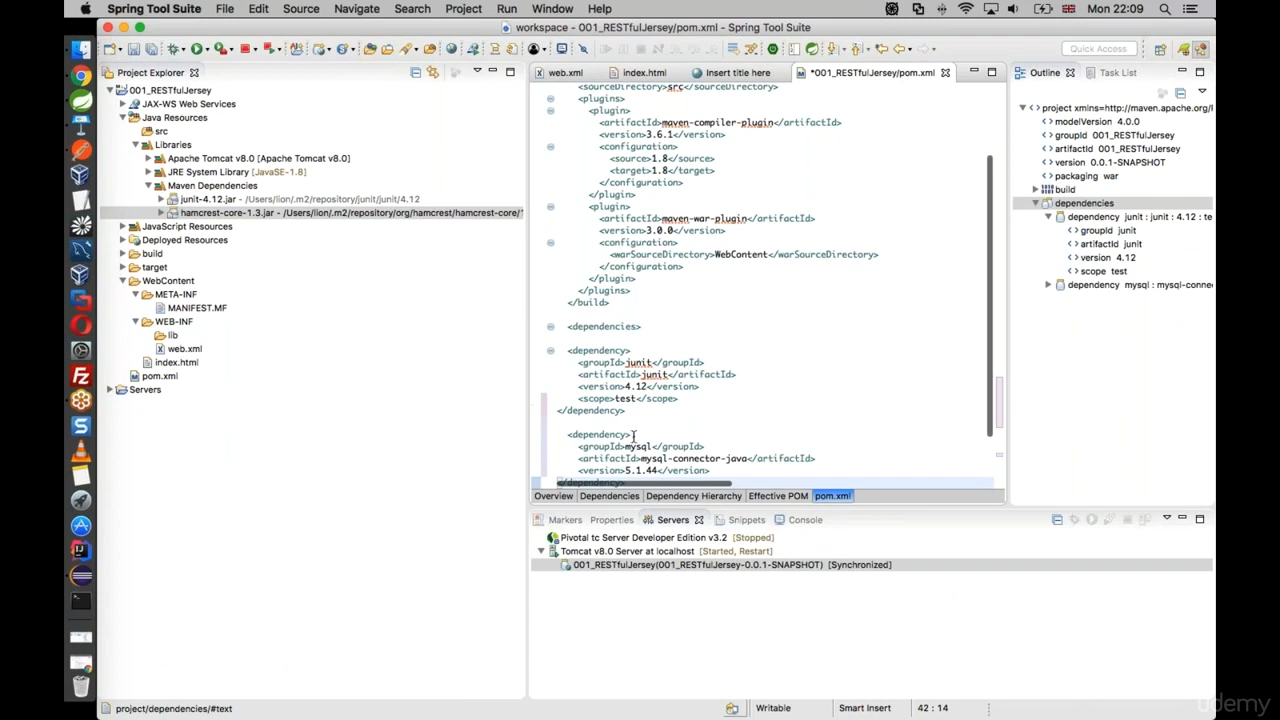 Spring Tool Suite File Edit Source Navigate Search Project Run Window Help Mon 22:09
workspace - 001_RESTfulJersey/pom.xml - Spring Tool Suite
Quick Access
Project Explorer
001_RESTfulJersey
JAX-WS Web Services
Java Resources
src
Libraries
Apache Tomcat v8.0 [Apache Tomcat v8.0]
JRE System Library [JavaSE-1.8]
Maven Dependencies
junit-4.12.jar - /Users/lion/.m2/repository/junit/junit/4.12
hamcrest-core-1.3.jar - /Users/lion/.m2/repository/org/hamcrest/hamcrest-core/
JavaScript Resources
Deployed Resources
build
target
WebContent
META-INF
MANIFEST.MF
WEB-INF
lib
web.xml
index.html
pom.xml
Servers
web.xml index.html Insert title here *001_RESTfulJersey/pom.xml
<sourceDirectory>src</sourceDirectory>
<plugins>
<plugin>
<artifactId>maven-compiler-plugin</artifactId>
<version>3.6.1</version>
<configuration>
<source>1.8</source>
<target>1.8</target>
</configuration>
</plugin>
<plugin>
<artifactId>maven-war-plugin</artifactId>
<version>3.0.0</version>
<configuration>
<warSourceDirectory>WebContent</warSourceDirectory>
</configuration>
</plugin>
</plugins>
</build>
<dependencies>
<dependency>
<groupId>junit</groupId>
<artifactId>junit</artifactId>
<version>4.12</version>
<scope>test</scope>
</dependency>
<dependency>
<groupId>mysql</groupId>
<artifactId>mysql-connector-java</artifactId>
<version>5.1.44</version>
</dependency>
Overview Dependencies Dependency Hierarchy Effective POM pom.xml
Outline Task List
project xmlns=http://maven.apache.org/
modelVersion 4.0.0
groupId 001_RESTfulJersey
artifactId 001_RESTfulJersey
version 0.0.1-SNAPSHOT
packaging war
build
dependencies
dependency junit : junit : 4.12 : te
groupId junit
artifactId junit
version 4.12
scope test
dependency mysql : mysql-conne
Markers Properties Servers Snippets Console
Pivotal tc Server Developer Edition v3.2 [Stopped]
Tomcat v8.0 Server at localhost [Started, Restart]
001_RESTfulJersey(001_RESTfulJersey-0.0.1-SNAPSHOT) [Synchronized]
project/dependencies/#text Writable Smart Insert 42 : 14
udemy